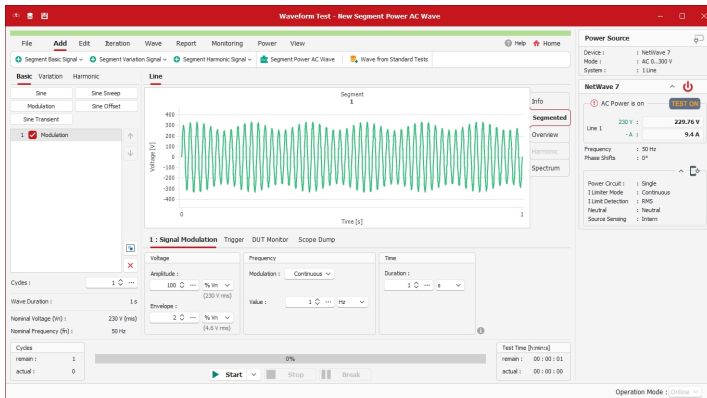 Waveform Test - New Segment Power AC Wave
File Add Edit Iteration Wave Report Monitoring Power View Help Home
Segment Basic Signal Segment Variation Signal Segment Harmonic Signal Segment Power AC Wave Wave from Standard Tests
Basic Variation Harmonic
Sine Sine Sweep
Modulation Sine Offset
Sine Transient
1 Modulation
Cycles : 1
Wave Duration : 1 s
Nominal Voltage (Vn) : 230 V (rms)
Nominal Frequency (fn) : 50 Hz
Line
Segment
1
Voltage [V]
400
300
200
100
0
-100
-200
-300
-400
0 1
Time [s]
Info
Segmented
Overview
Harmonic
Spectrum
1 : Signal Modulation Trigger DUT Monitor Scope Dump
Voltage
Amplitude :
100 % Vn
(230 V rms)
Envelope :
2 % Vn
(4.6 V rms)
Frequency
Modulation : Continuous
Value : 1 Hz
Time
Duration :
1 s
Cycles
remain : 1
actual : 0
0%
Start Stop Break
Test Time [h:min:s]
remain : 00 : 00 : 01
actual : 00 : 00 : 00
Power Source
Device : : NetWave 7
Mode : : AC 0...300 V
System : : 1 Line
NetWave 7
AC Power is on TEST ON
Line 1
230 V : 229.76 V
- A : 9.4 A
Frequency : 50 Hz
Phase Shifts : 0°
Power Circuit : : Single
I Limiter Mode : Continuous
I Limit Detection : RMS
Neutral : Neutral
Source Sensing : Intern
Operation Mode : Online